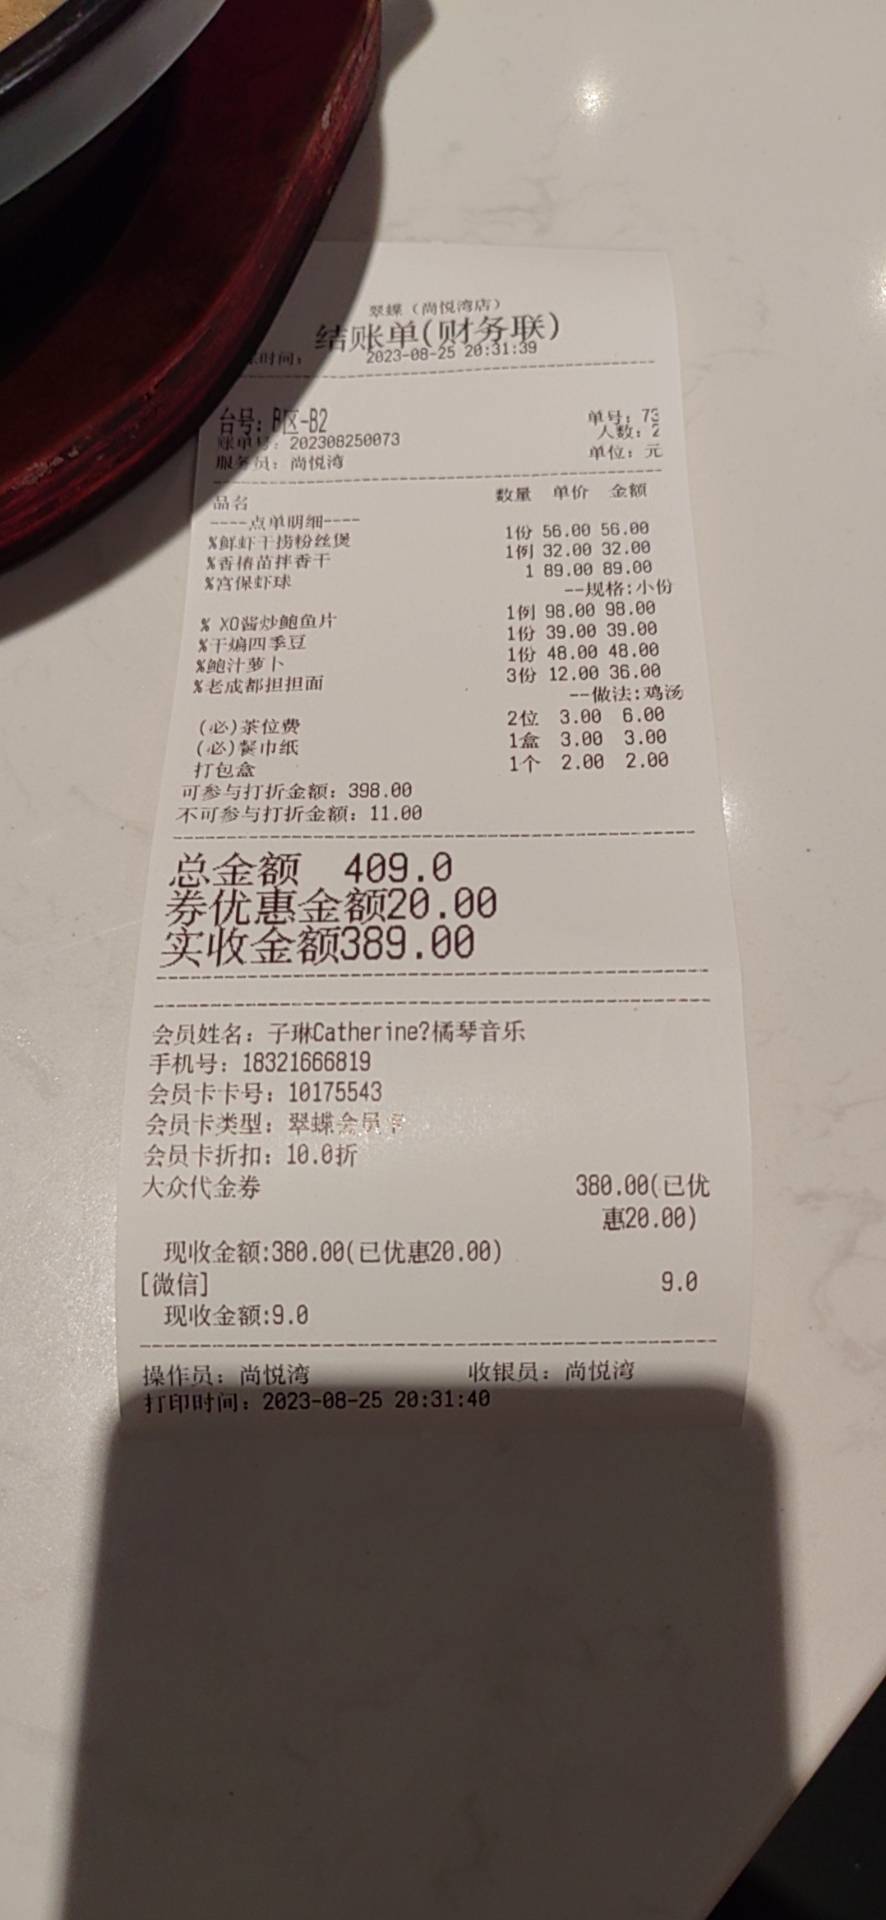 翠蝶（尚悦湾店）
结账单(财务联)
时间： 2023-08-25 20:31:39
台号：B区-B2 单号：73
账单号：202308250073 人数：2
服务员：尚悦湾 单位：元
品名 数量 单价 金额
----点单明细----
%鲜虾干捞粉丝煲 1份 56.00 56.00
%香椿苗拌香干 1例 32.00 32.00
%宫保虾球 1 89.00 89.00
--规格:小份
% XO酱炒鲍鱼片 1例 98.00 98.00
%干煸四季豆 1份 39.00 39.00
%鲍汁萝卜 1份 48.00 48.00
%老成都担担面 3份 12.00 36.00
--做法:鸡汤
(必)茶位费 2位 3.00 6.00
(必)餐巾纸 1盒 3.00 3.00
打包盒 1个 2.00 2.00
可参与打折金额：398.00
不可参与打折金额：11.00
总金额 409.0
券优惠金额20.00
实收金额389.00
会员姓名：子琳Catherine?橘琴音乐
手机号：18321666819
会员卡卡号：10175543
会员卡类型：翠蝶会员卡
会员卡折扣：10.0折
大众代金券 380.00(已优
惠20.00)
现收金额:380.00(已优惠20.00)
[微信] 9.0
现收金额:9.0
操作员：尚悦湾 收银员：尚悦湾
打印时间：2023-08-25 20:31:40